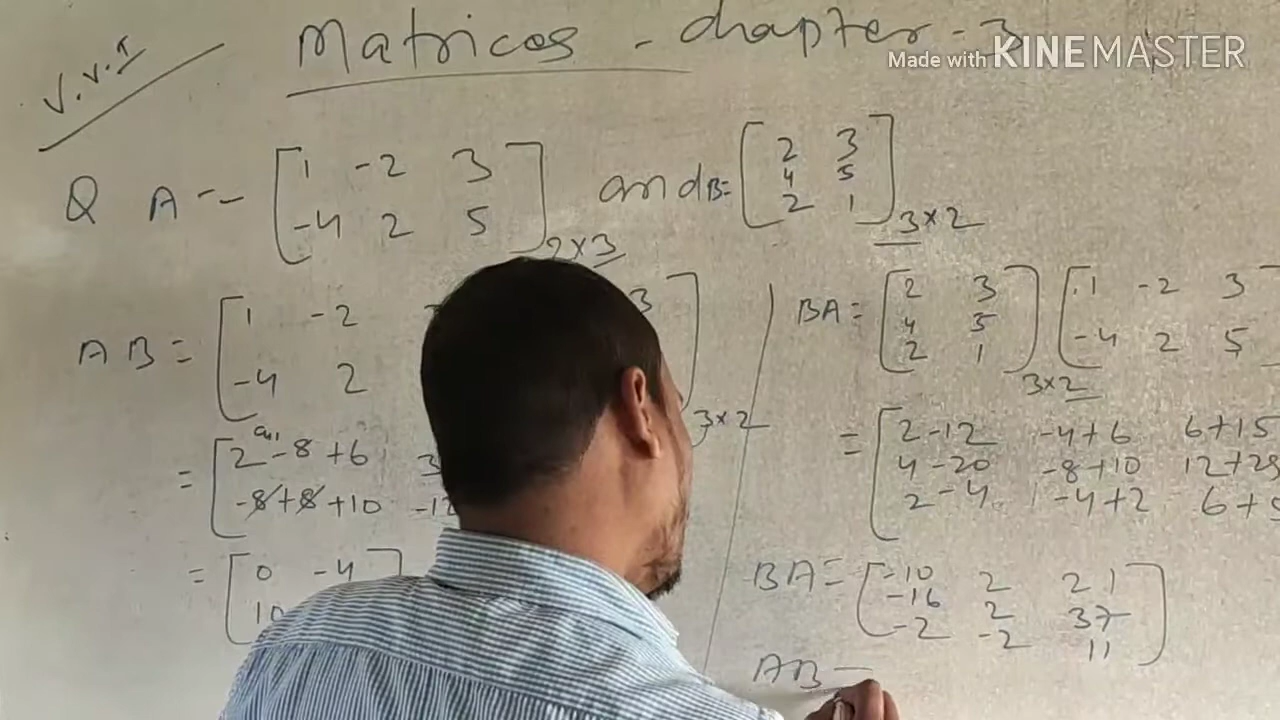 Made with KINEMASTER
V.V.I
Matrices - chapter - 3
Q A = [1 -2 3
-4 2 5] 2×3 and B = [2 3
4 5
2 1] 3×2
AB = [1 -2
-4 2 3
] 3×2
= [2 -8 +6 3
-8 +8 +10 -12
= [0 -4]
10
BA = [2 3
4 5
2 1] 3×2 [1 -2 3
-4 2 5
= [2-12 -4+6 6+15
4-20 -8+10 12+25
2-4 -4+2 6+5
BA = [-10 2 21
-16 2 37
-2 -2 11]
AB